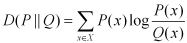 D(P‖Q) = ∑_{x∈X} P(x) log P(x)/Q(x)